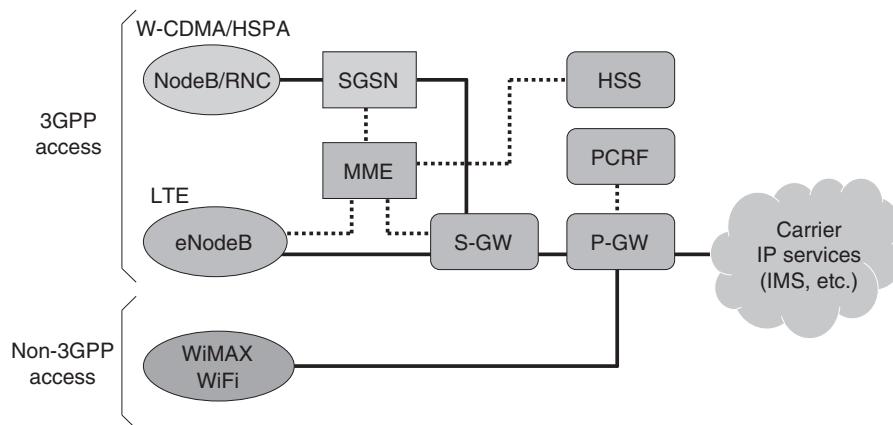 W-CDMA/HSPA
NodeB/RNC
SGSN
HSS
3GPP
access
MME
PCRF
LTE
eNodeB
S-GW
P-GW
Carrier
IP services
(IMS, etc.)
Non-3GPP
access
WiMAX
WiFi